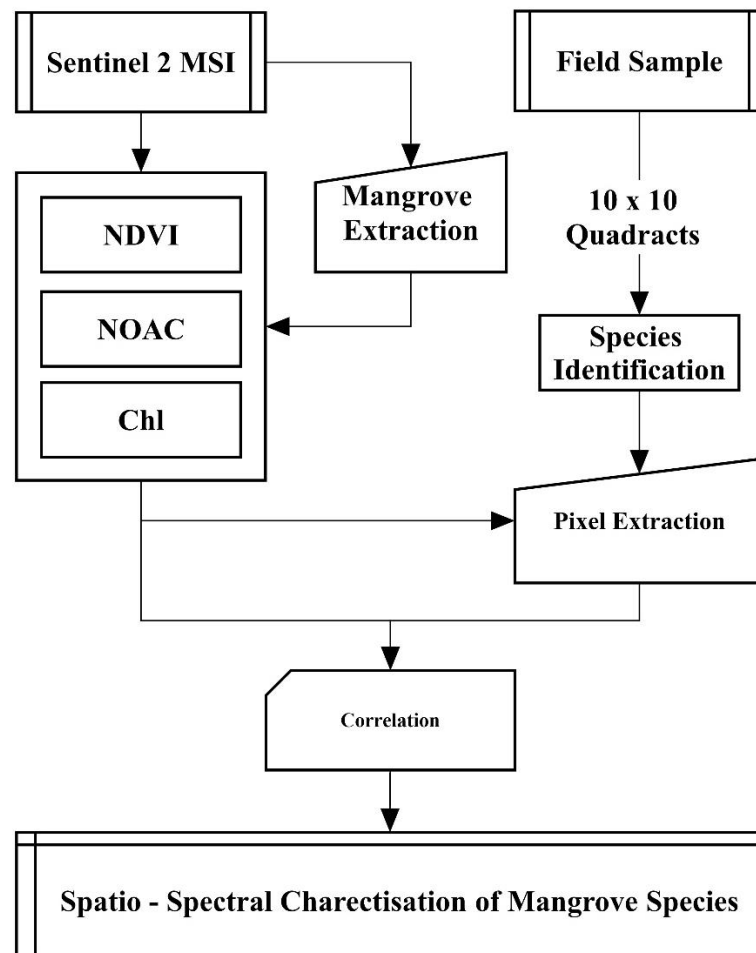 Sentinel 2 MSI
Field Sample
NDVI
NOAC
Chl
Mangrove
Extraction
10 x 10
Quadracts
Species
Identification
Pixel Extraction
Correlation
Spatio - Spectral Charectisation of Mangrove Species